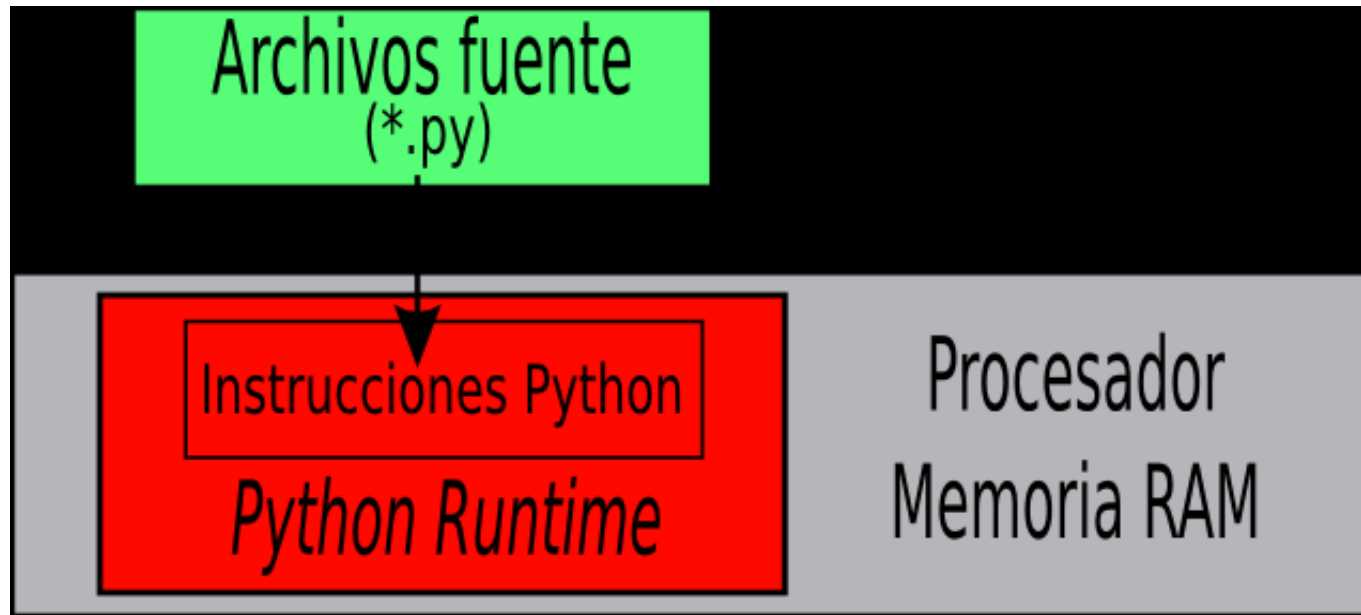 Archivos fuente
(*.py)
Instrucciones Python
Python Runtime
Procesador
Memoria RAM